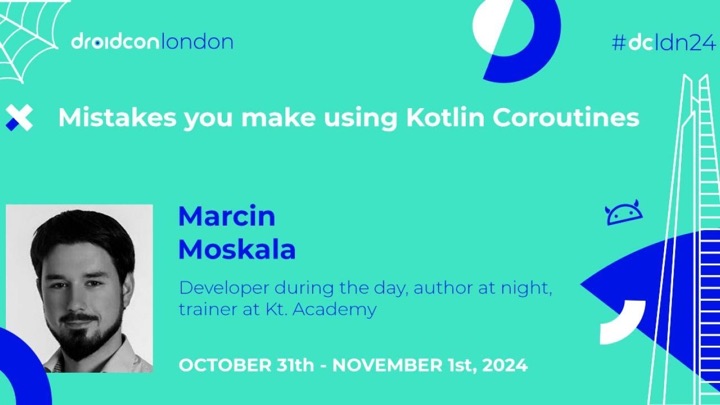 droidconlondon
#dcldn24
Mistakes you make using Kotlin Coroutines
Marcin
Moskala
Developer during the day, author at night,
trainer at Kt. Academy
OCTOBER 31th - NOVEMBER 1st, 2024